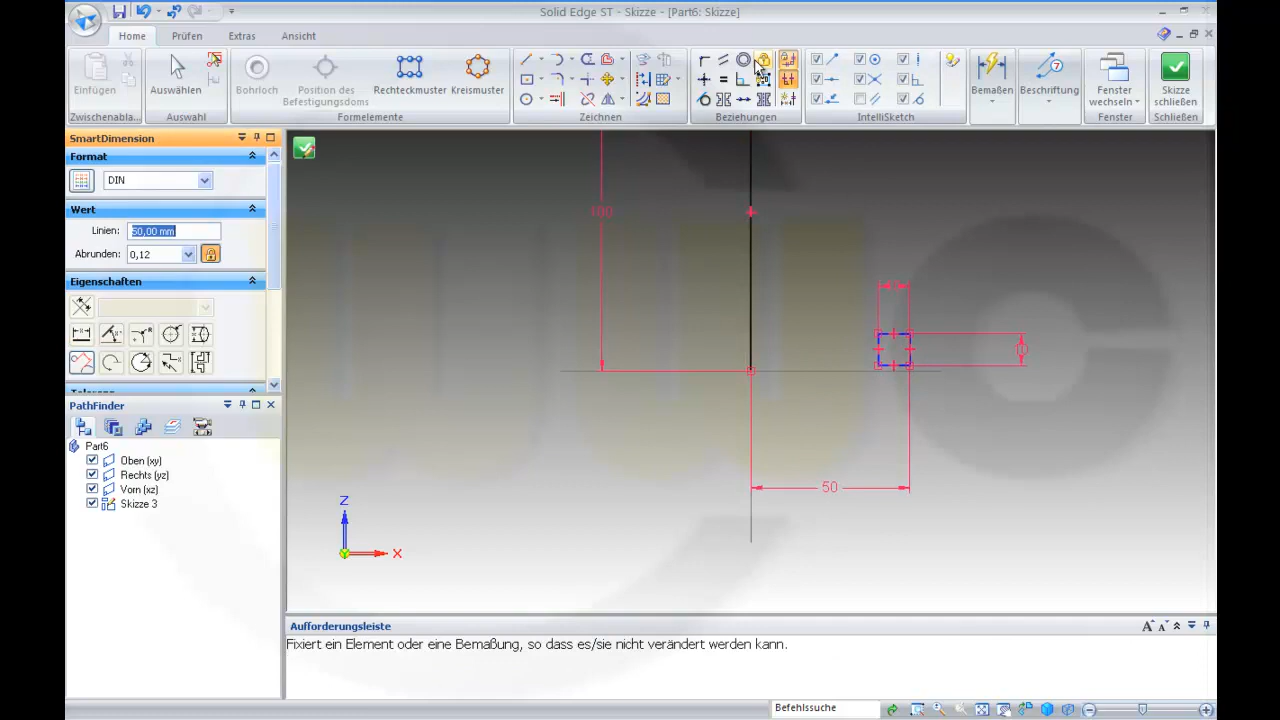 Solid Edge ST - Skizze - [Part6: Skizze]
Home
Prüfen
Extras
Ansicht
Einfügen
Auswählen
Bohrloch
Position des
Befestigungsdoms
Rechteckmuster
Kreismuster
Bemaßen
Beschriftung
Fenster
wechseln
Skizze
schließen
Zwischenabla...
Auswahl
Formelemente
Zeichnen
Beziehungen
IntelliSketch
Fenster
Schließen
SmartDimension
Format
DIN
Wert
Linien:
50,00 mm
Abrunden:
0,12
Eigenschaften
PathFinder
Part6
Oben (xy)
Rechts (yz)
Vorn (xz)
Skizze 3
100
50
Z
X
Aufforderungsleiste
Fixiert ein Element oder eine Bemaßung, so dass es/sie nicht verändert werden kann.
Befehlssuche